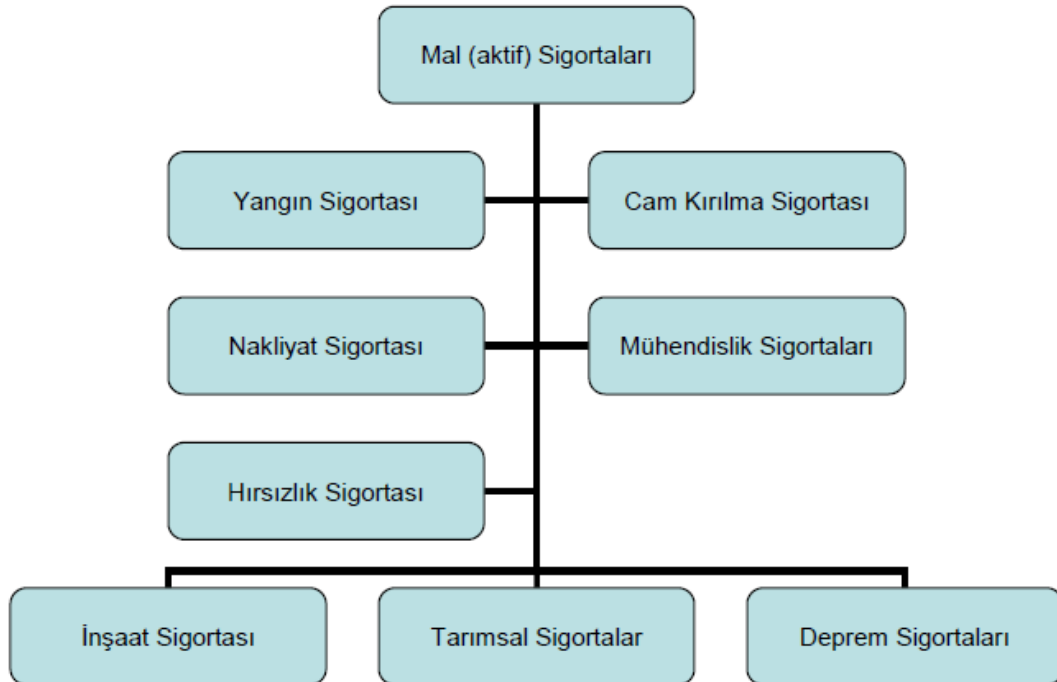 Mal (aktif) Sigortaları
Yangın Sigortası
Cam Kırılma Sigortası
Nakliyat Sigortası
Mühendislik Sigortaları
Hırsızlık Sigortası
İnşaat Sigortası
Tarımsal Sigortalar
Deprem Sigortaları